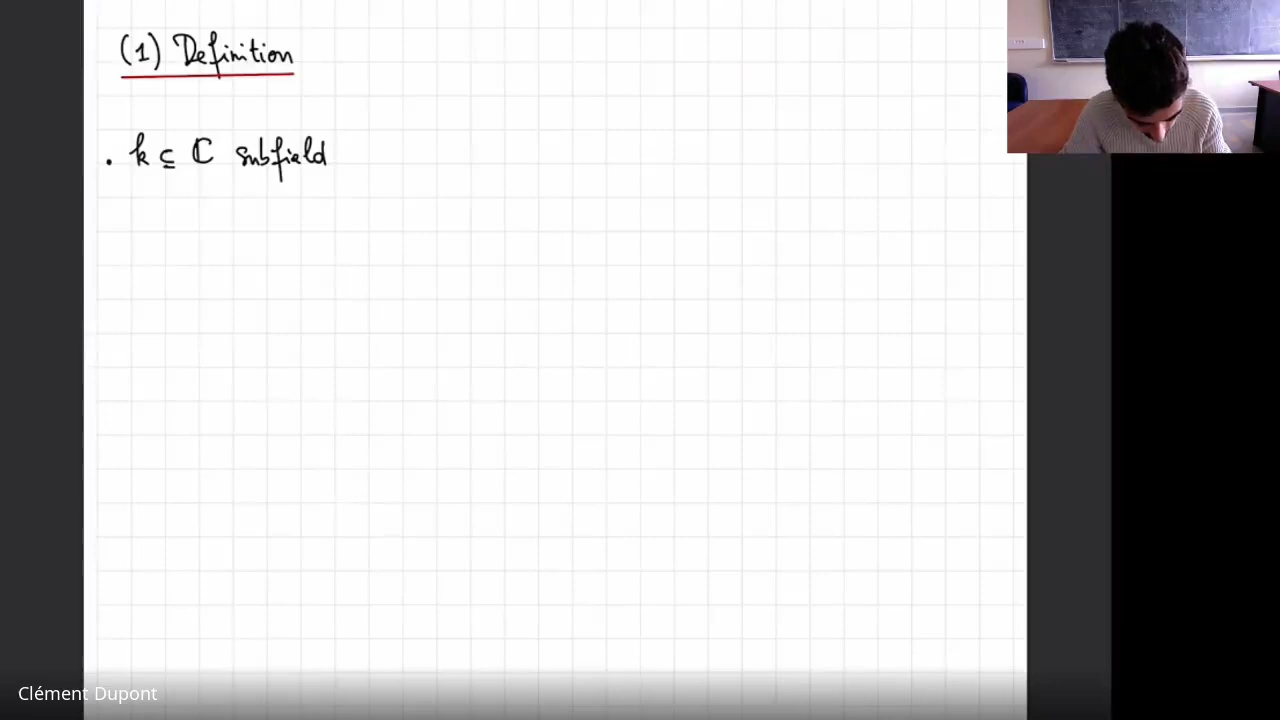 (1) Definition
. k ⊆ ℂ subfield
Clément Dupont